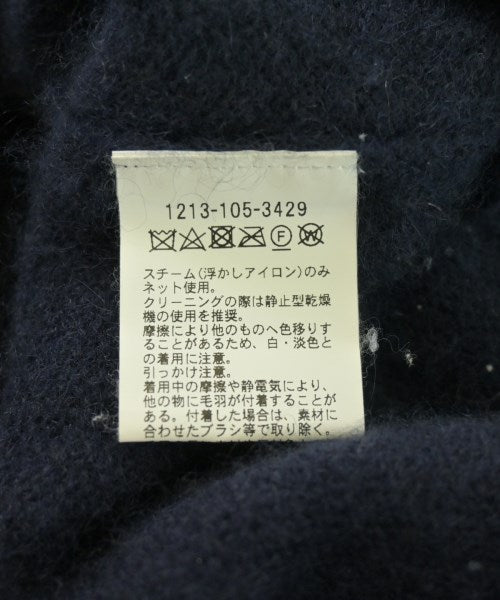 1213-105-3429
F W
スチーム(浮かしアイロン)のみ
ネット使用。
クリーニングの際は静止型乾燥
機の使用を推奨。
摩擦により他のものへ色移りす
ることがあるため、白・淡色と
の着用に注意。
引っかけ注意。
着用中の摩擦や静電気により、
他の物に毛羽が付着することが
ある。付着した場合は、素材に
合わせたブラシ等で取り除く。